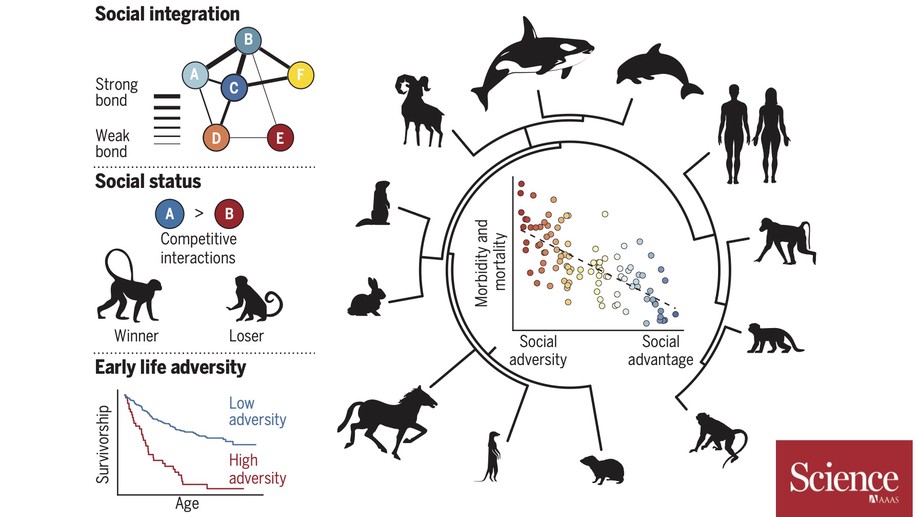 Social integration
B
A
F
C
Strong
bond
Weak
bond
D
E
Social status
A > B
Competitive
interactions
Winner
Loser
Early life adversity
Survivorship
Low
adversity
High
adversity
Age
Morbidity and
mortality
Social
adversity
Social
advantage
Science
AAAS